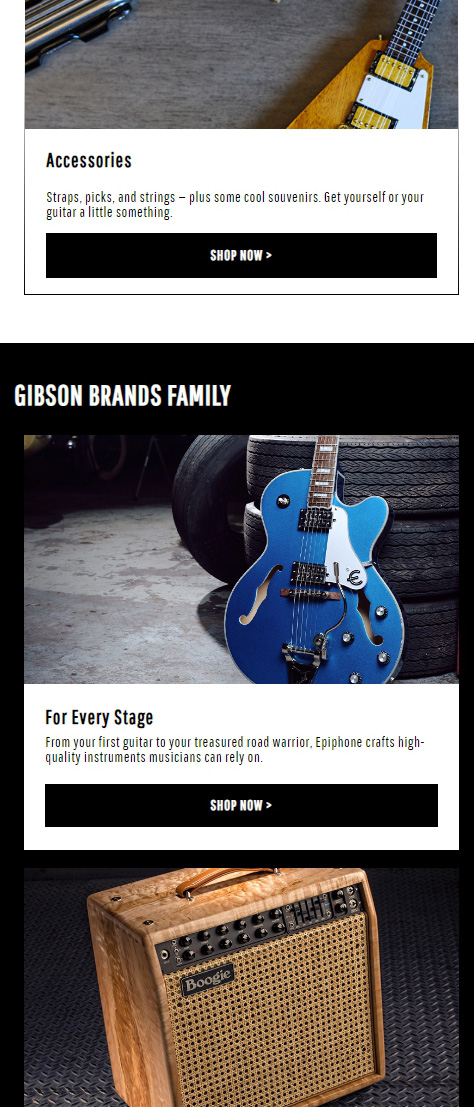 Accessories
Straps, picks, and strings – plus some cool souvenirs. Get yourself or your
guitar a little something.
SHOP NOW >
GIBSON BRANDS FAMILY
For Every Stage
From your first guitar to your treasured road warrior, Epiphone crafts high-
quality instruments musicians can rely on.
SHOP NOW >
Boogie